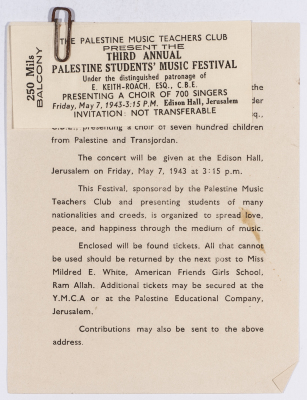 250 Mils
BALCONY
THE PALESTINE MUSIC TEACHERS CLUB
PRESENT THE
THIRD ANNUAL
PALESTINE STUDENTS' MUSIC FESTIVAL
Under the distinguished patronage of
E. KEITH-ROACH, ESQ., C.B.E.
PRESENTING A CHOIR OF 700 SINGERS
Friday, May 7, 1943-3:15 P.M. Edison Hall, Jerusalem
INVITATION: NOT TRANSFERABLE
the
der
q.,
C.B.E., presenting a choir of seven hundred children
from Palestine and Transjordan.
The concert will be given at the Edison Hall,
Jerusalem on Friday, May 7, 1943 at 3:15 p.m.
This Festival, sponsored by the Palestine Music
Teachers Club and presenting students of many
nationalities and creeds, is organized to spread love,
peace, and happiness through the medium of music.
Enclosed will be found tickets. All that cannot
be used should be returned by the next post to Miss
Mildred E. White, American Friends Girls School,
Ram Allah. Additional tickets may be secured at the
Y.M.C.A or at the Palestine Educational Company,
Jerusalem.
Contributions may also be sent to the above
address.